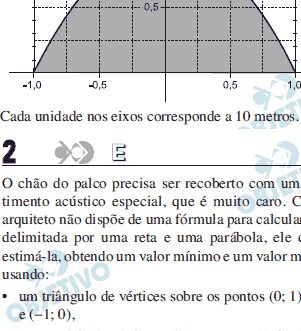 0,5
-1,0 -0,5 0,5 1,0
Cada unidade nos eixos corresponde a 10 metros.
2 E
O chão do palco precisa ser recoberto com um
timento acústico especial, que é muito caro. C
arquiteto não dispõe de uma fórmula para calcular
delimitada por uma reta e uma parábola, ele
estimá-la, obtendo um valor mínimo e um valor m
usando:
• um triângulo de vértices sobre os pontos (0; 1)
e (–1; 0),
OBJETIVO
OBJETIVO
OBJETIVO